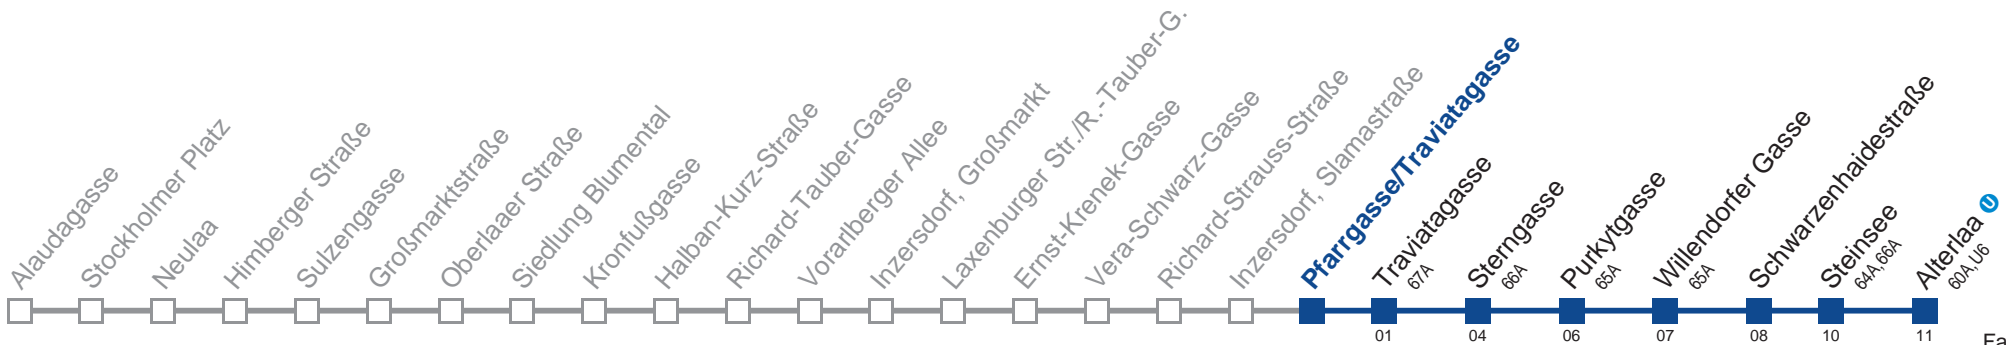 Alaudagasse
Stockholmer Platz
Neulaa
Himberger Straße
Sulzengasse
Großmarktstraße
Oberlaaer Straße
Siedlung Blumental
Kronfußgasse
Halban-Kurz-Straße
Richard-Tauber-Gasse
Vorarlberger Allee
Inzersdorf, Großmarkt
Laxenburger Str./R.-Tauber-G.
Ernst-Krenek-Gasse
Vera-Schwarz-Gasse
Richard-Strauss-Straße
Inzersdorf, Slamastraße
Pfarrgasse/Traviatagasse
Traviatagasse
67A
Sterngasse
66A
Purkytgasse
65A
Willendorfer Gasse
65A
Schwarzenhaidestraße
Steinsee
64A,66A
Alterlaa U
60A,U6
01 04 06 07 08 10 11
Fa